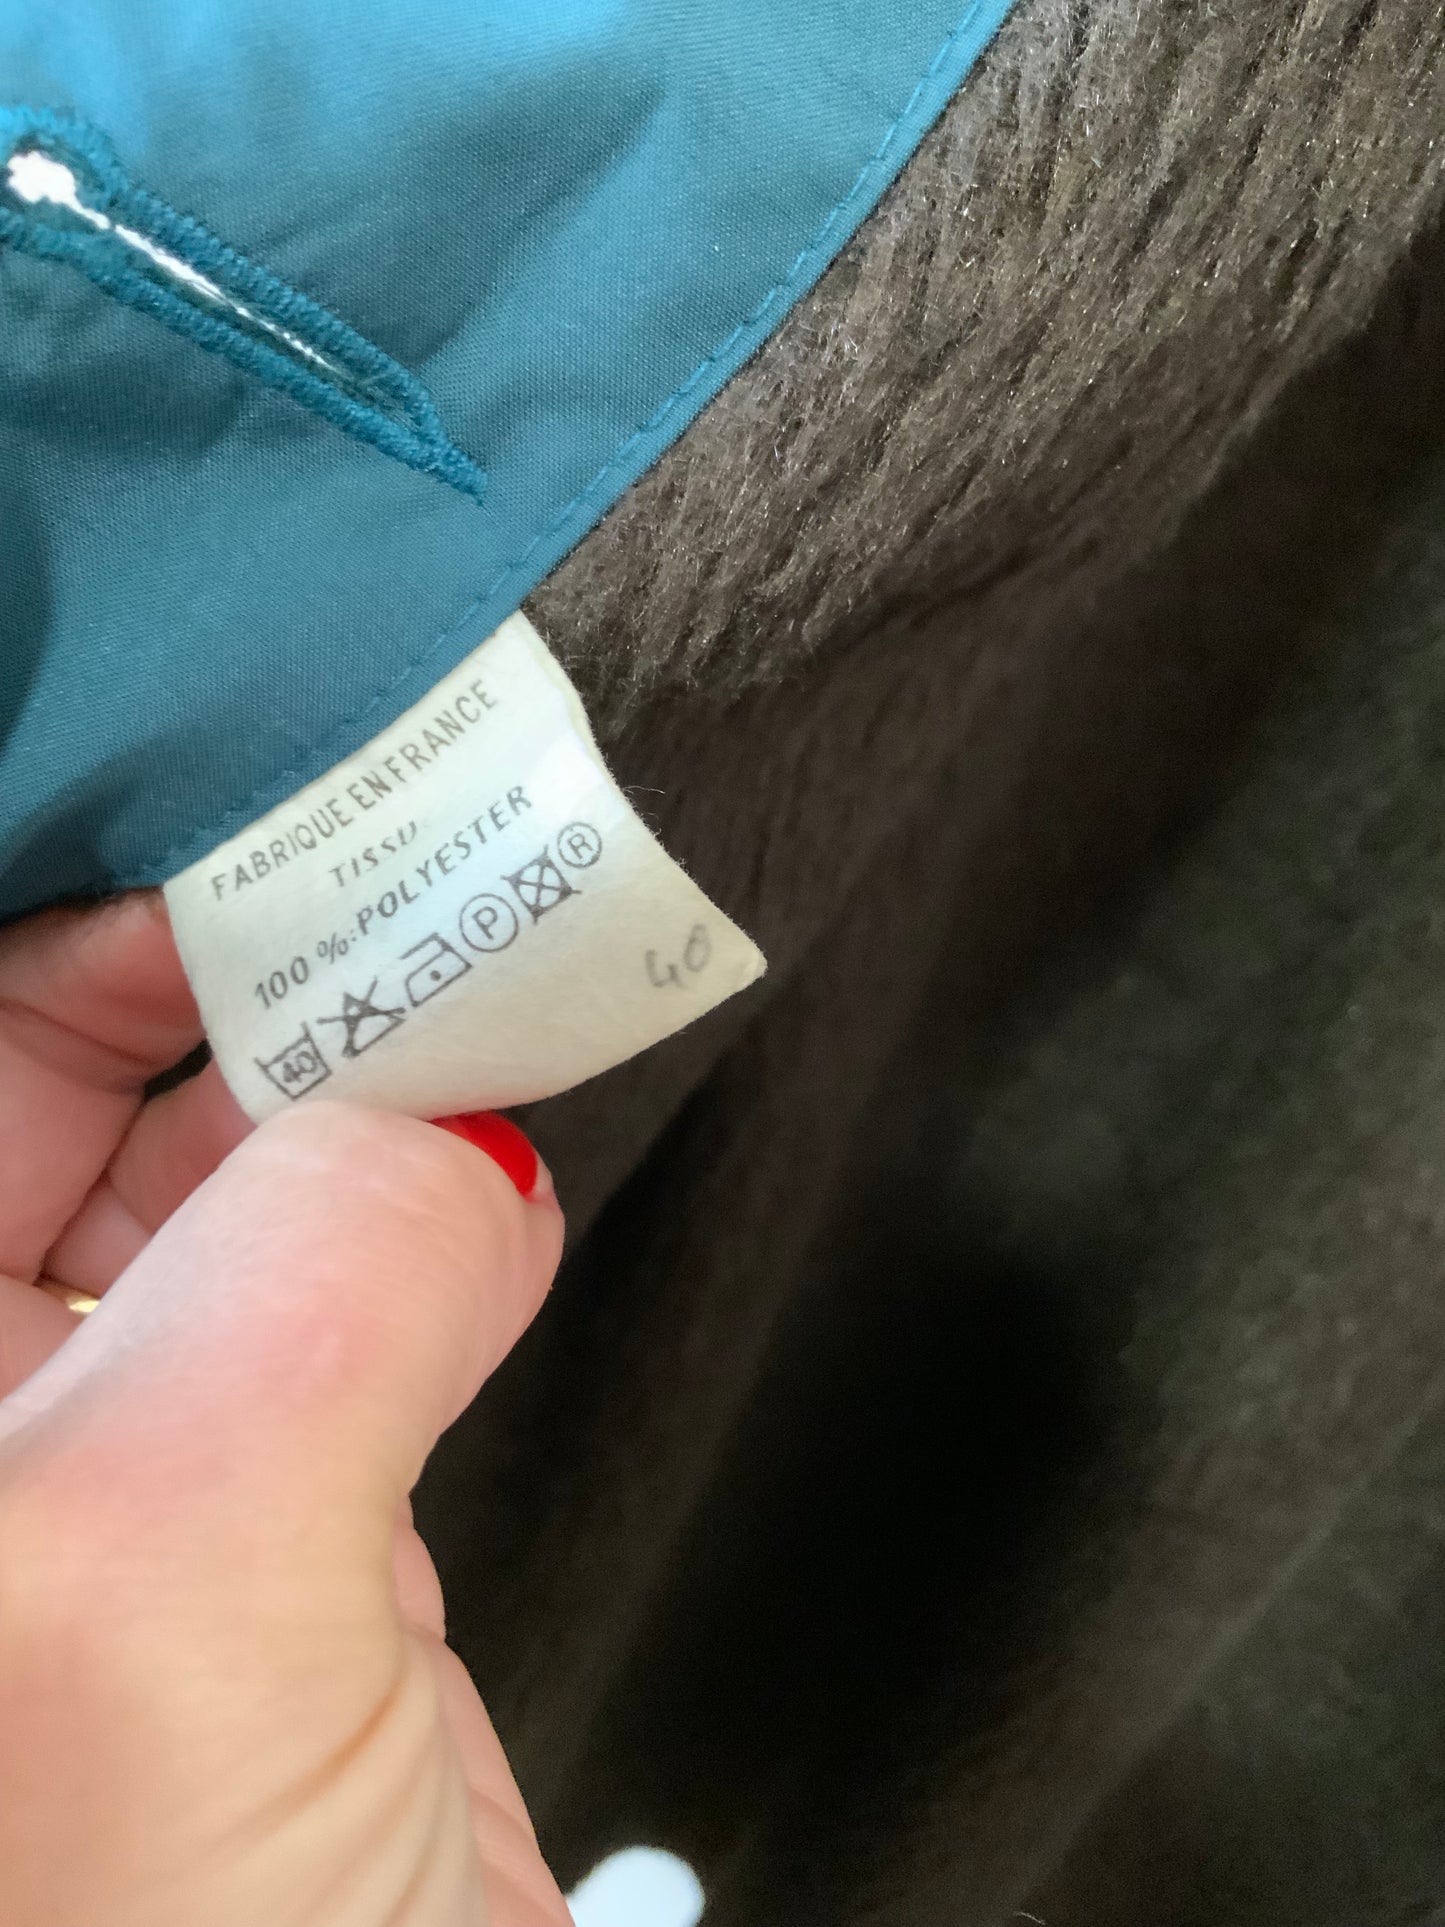 FABRIQUE EN FRANCE
TISSU
100 %: POLYESTER
40 P R
40